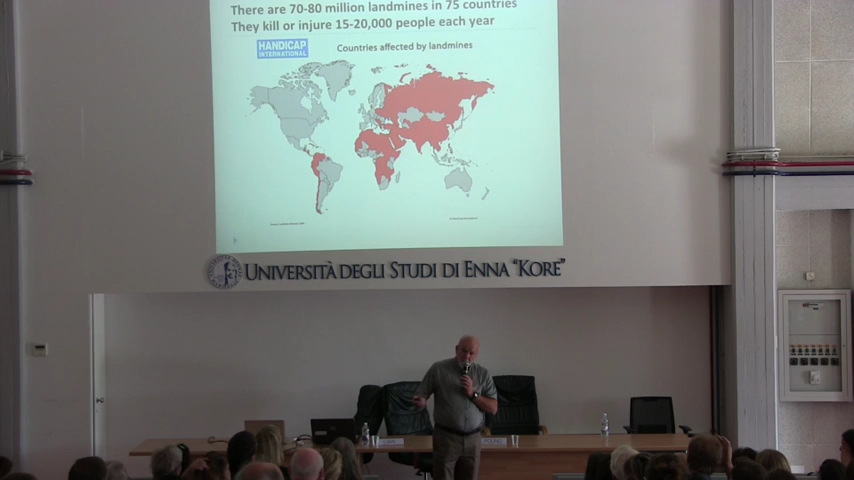 There are 70-80 million landmines in 75 countries
They kill or injure 15-20,000 people each year
HANDICAP
INTERNATIONAL
Countries affected by landmines
UNIVERSITÀ DEGLI STUDI DI ENNA "KORE"